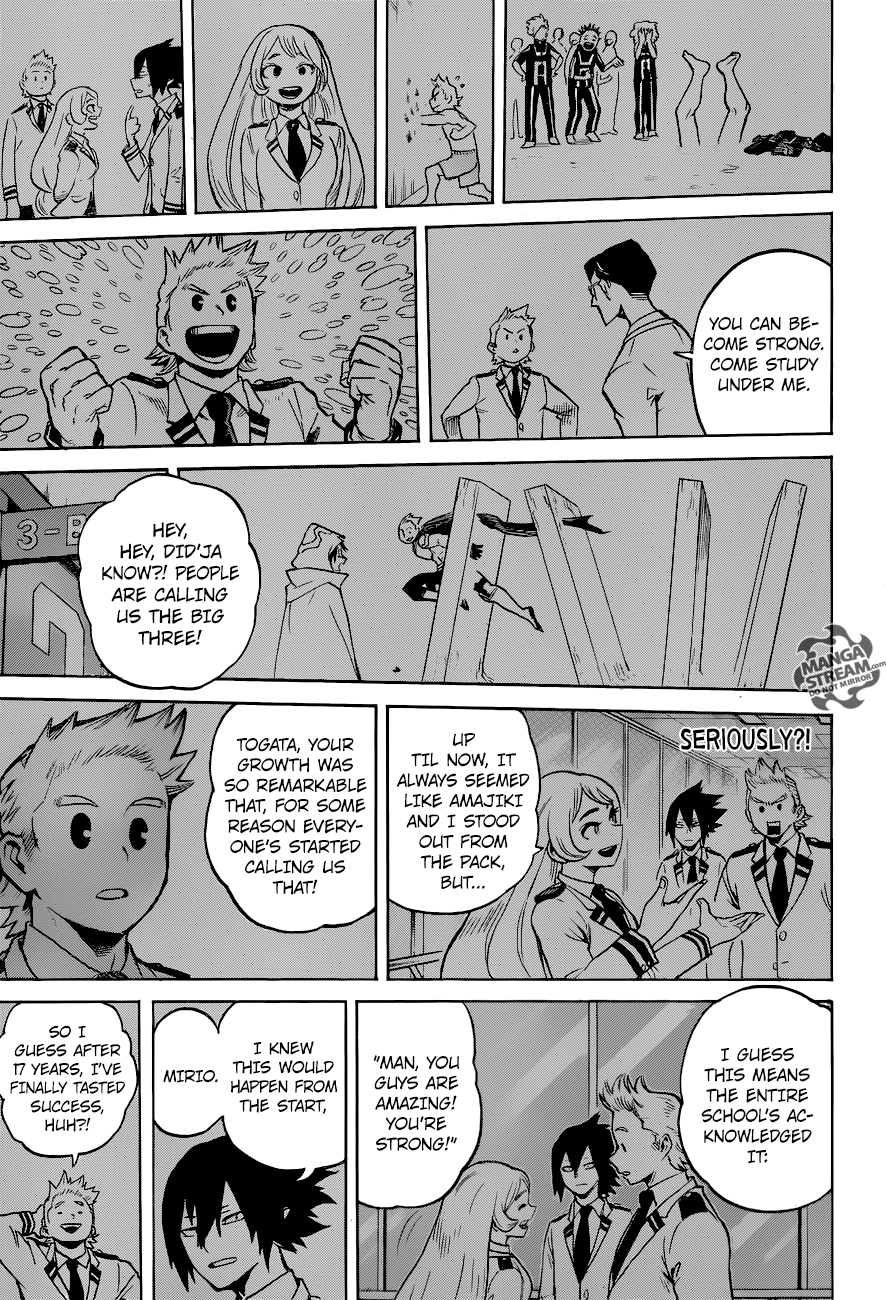 YOU CAN BE-
COME STRONG.
COME STUDY
UNDER ME.
HEY,
HEY, DID'JA
KNOW?! PEOPLE
ARE CALLING
US THE BIG
THREE!
3-B
MANGA
STREAM.com
DO NOT MIRROR
SERIOUSLY?!
UP
TIL NOW, IT
ALWAYS SEEMED
LIKE AMAJIKI
AND I STOOD
OUT FROM
THE PACK,
BUT...
TOGATA, YOUR
GROWTH WAS
SO REMARKABLE
THAT, FOR SOME
REASON EVERY-
ONE'S STARTED
CALLING US
THAT!
I GUESS
THIS MEANS
THE ENTIRE
SCHOOL'S AC-
KNOWLEDGED
IT:
"MAN, YOU
GUYS ARE
AMAZING!
YOU'RE
STRONG!"
I KNEW
THIS WOULD
HAPPEN FROM
THE START,
MIRIO.
SO I
GUESS AFTER
17 YEARS, I'VE
FINALLY TASTED
SUCCESS,
HUH?!